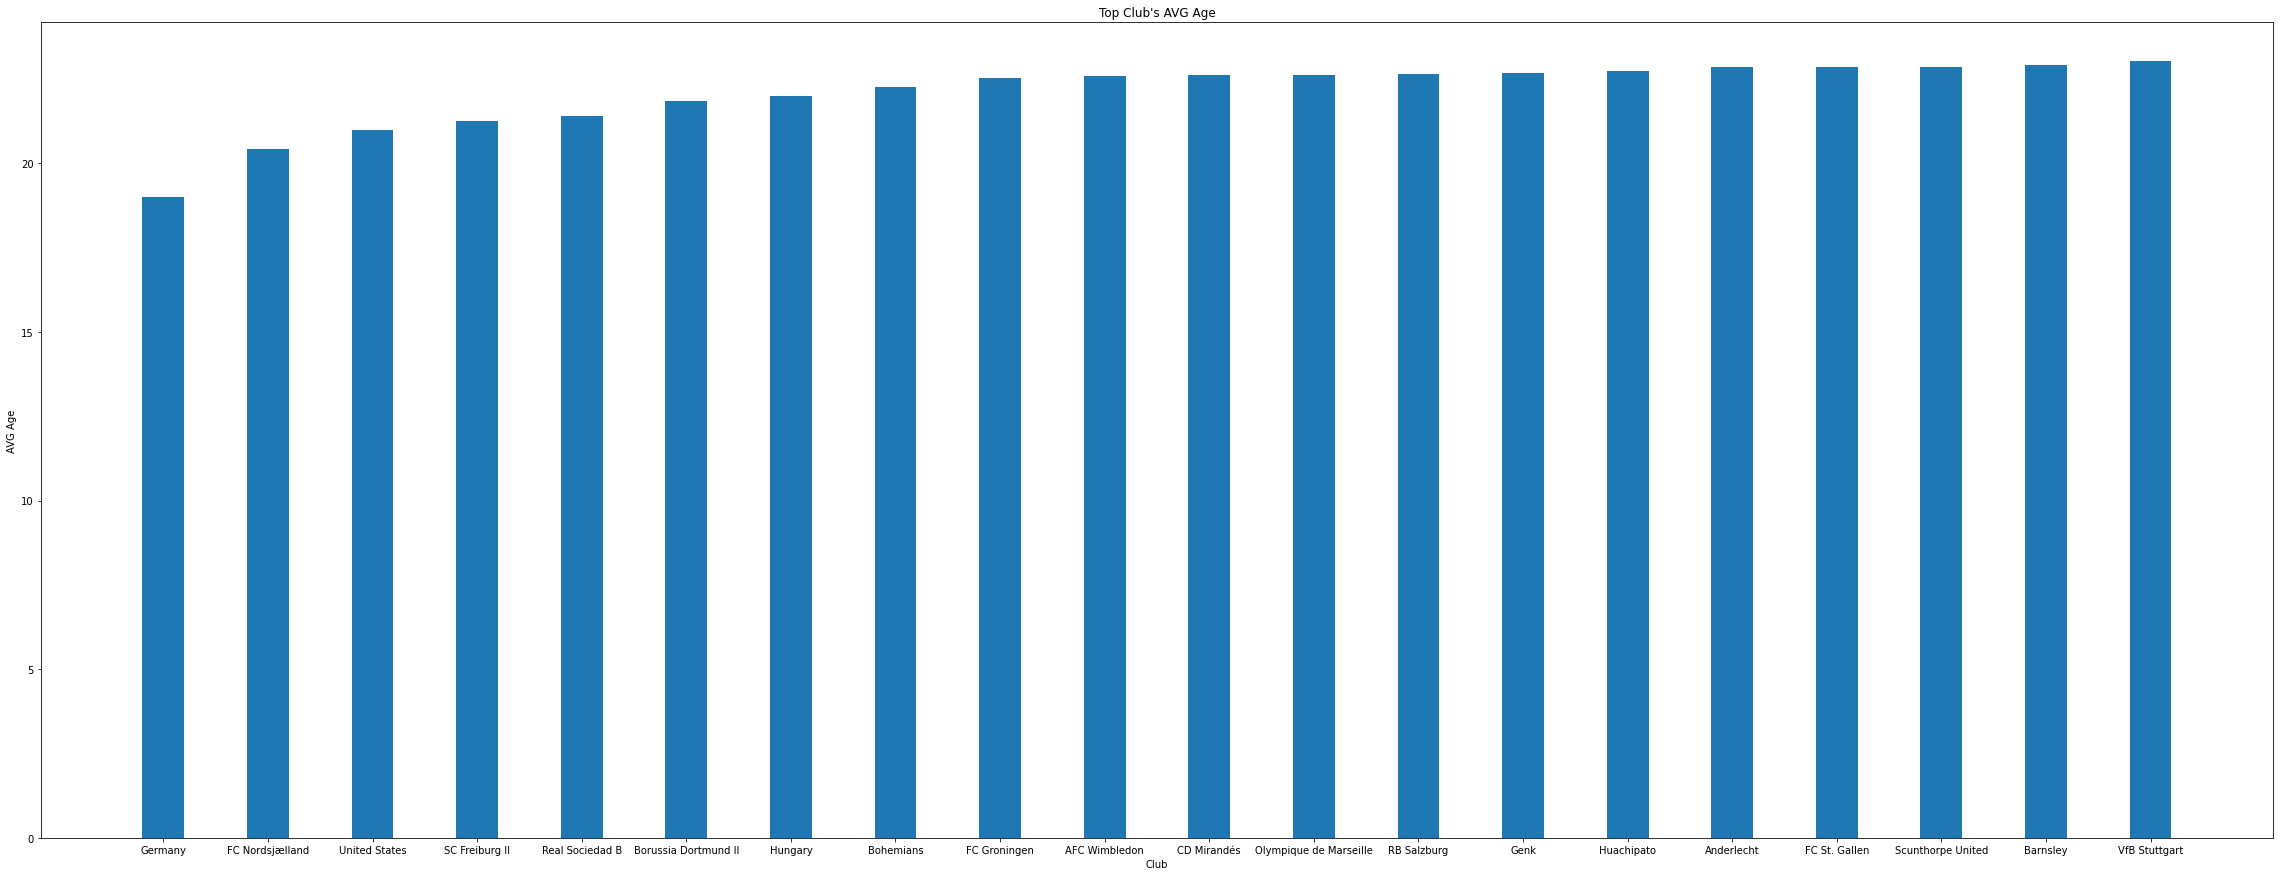 Top Club's AVG Age
AVG Age
20
15
10
5
0
Germany FC Nordsjælland United States SC Freiburg II Real Sociedad B Borussia Dortmund II Hungary Bohemians FC Groningen AFC Wimbledon CD Mirandés Olympique de Marseille RB Salzburg Genk Huachipato Anderlecht FC St. Gallen Scunthorpe United Barnsley VfB Stuttgart
Club